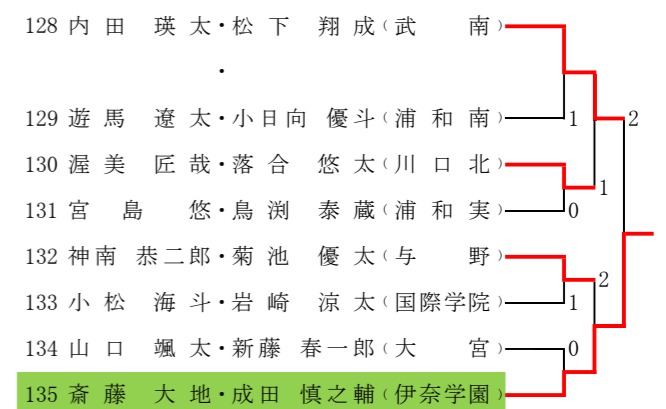 128 内田 瑛太・松下 翔成(武南)
・
129 遊馬 遼太・小日向 優斗(浦和南)
1
2
130 渥美 匠哉・落合 悠太(川口北)
1
131 宮島 悠・鳥渕 泰蔵(浦和実)
0
132 神南 恭二郎・菊池 優太(与野)
2
133 小松 海斗・岩崎 涼太(国際学院)
1
134 山口 颯太・新藤 春一郎(大宮)
0
135 斎藤 大地・成田 慎之輔(伊奈学園)